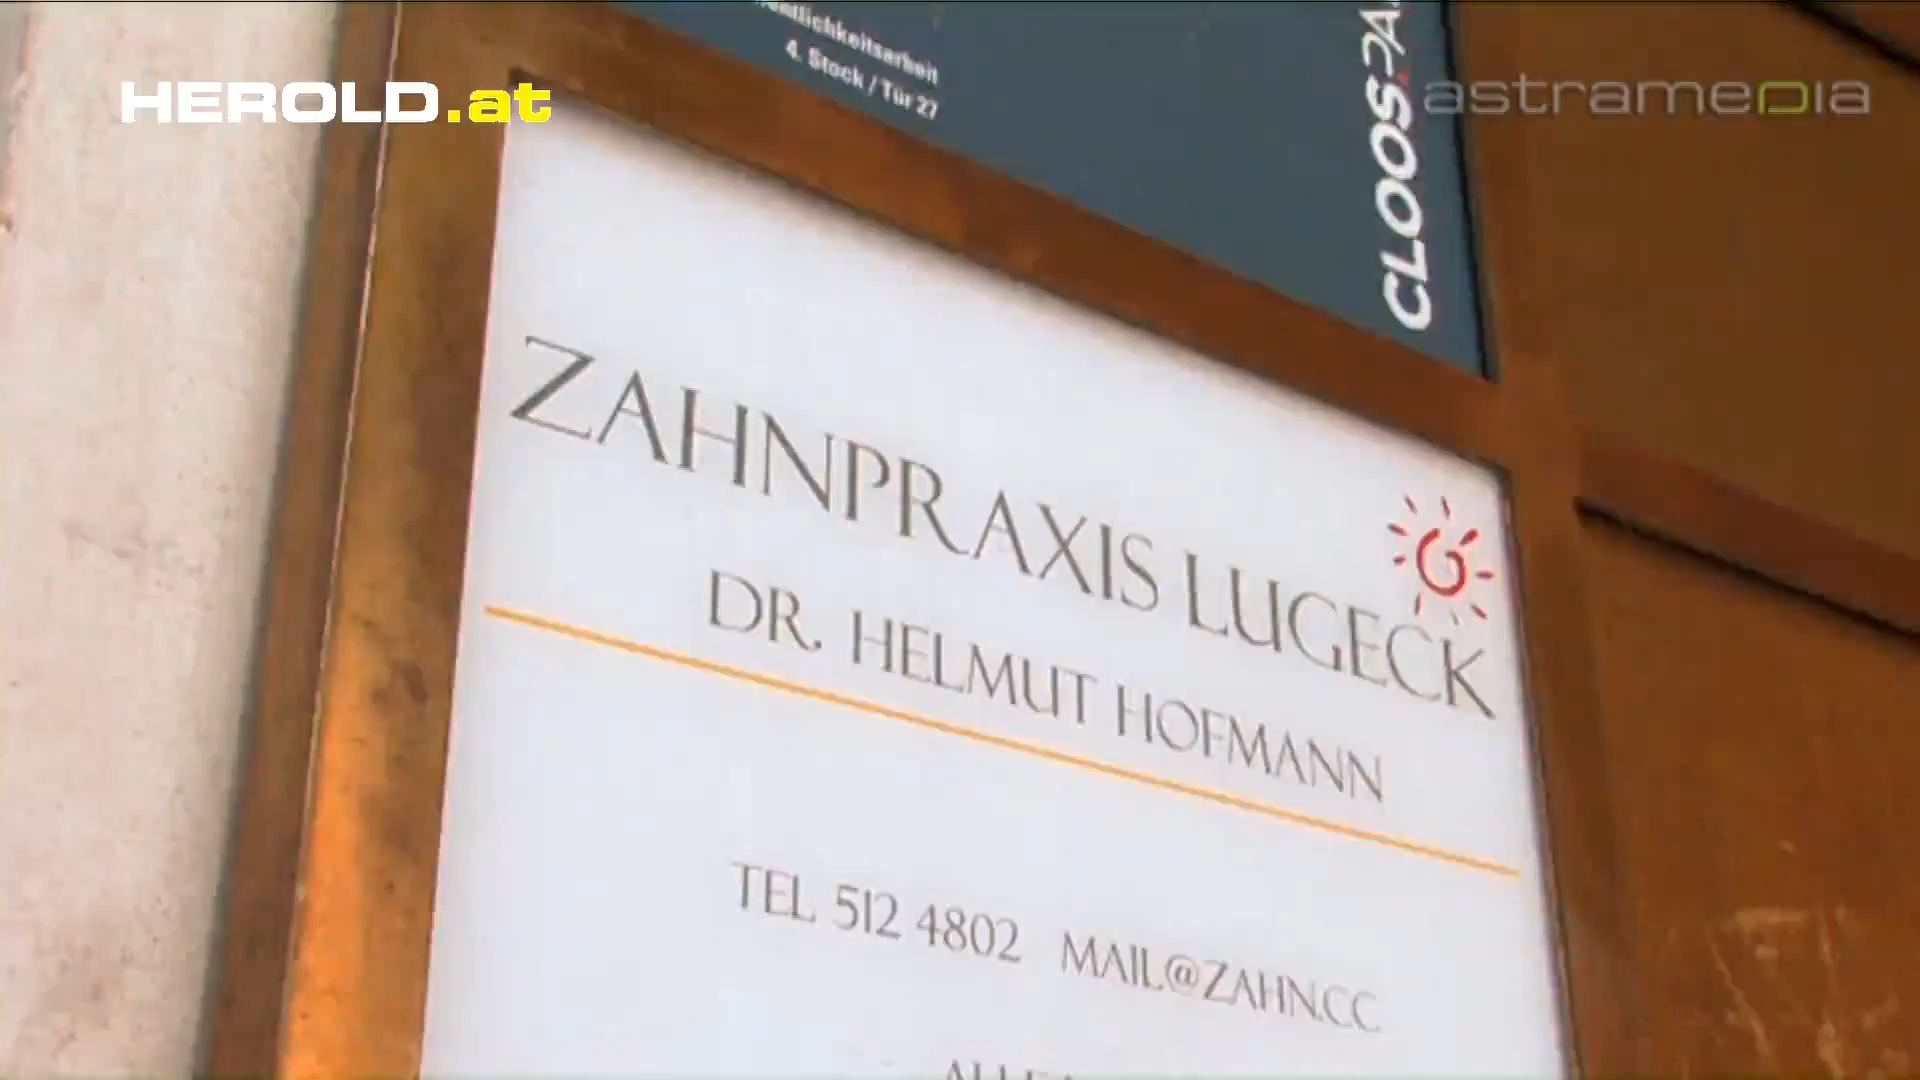 4. Stock / Tür 27
CLOOS
HEROLD.at
astramedia
ZAHNPRAXIS LUGECK
DR. HELMUT HOFMANN
TEL 512 4802 MAIL@ZAHN.CC